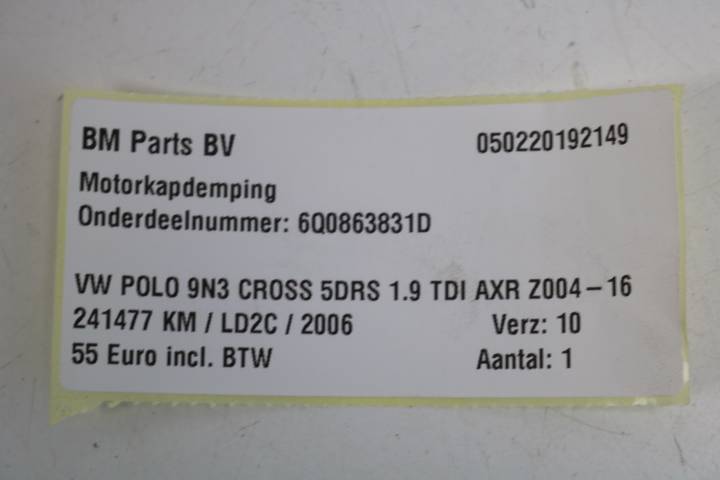 BM Parts BV 050220192149
Motorkapdemping
Onderdeelnummer: 6Q0863831D
VW POLO 9N3 CROSS 5DRS 1.9 TDI AXR Z004-16
241477 KM / LD2C / 2006 Verz: 10
55 Euro incl. BTW Aantal: 1